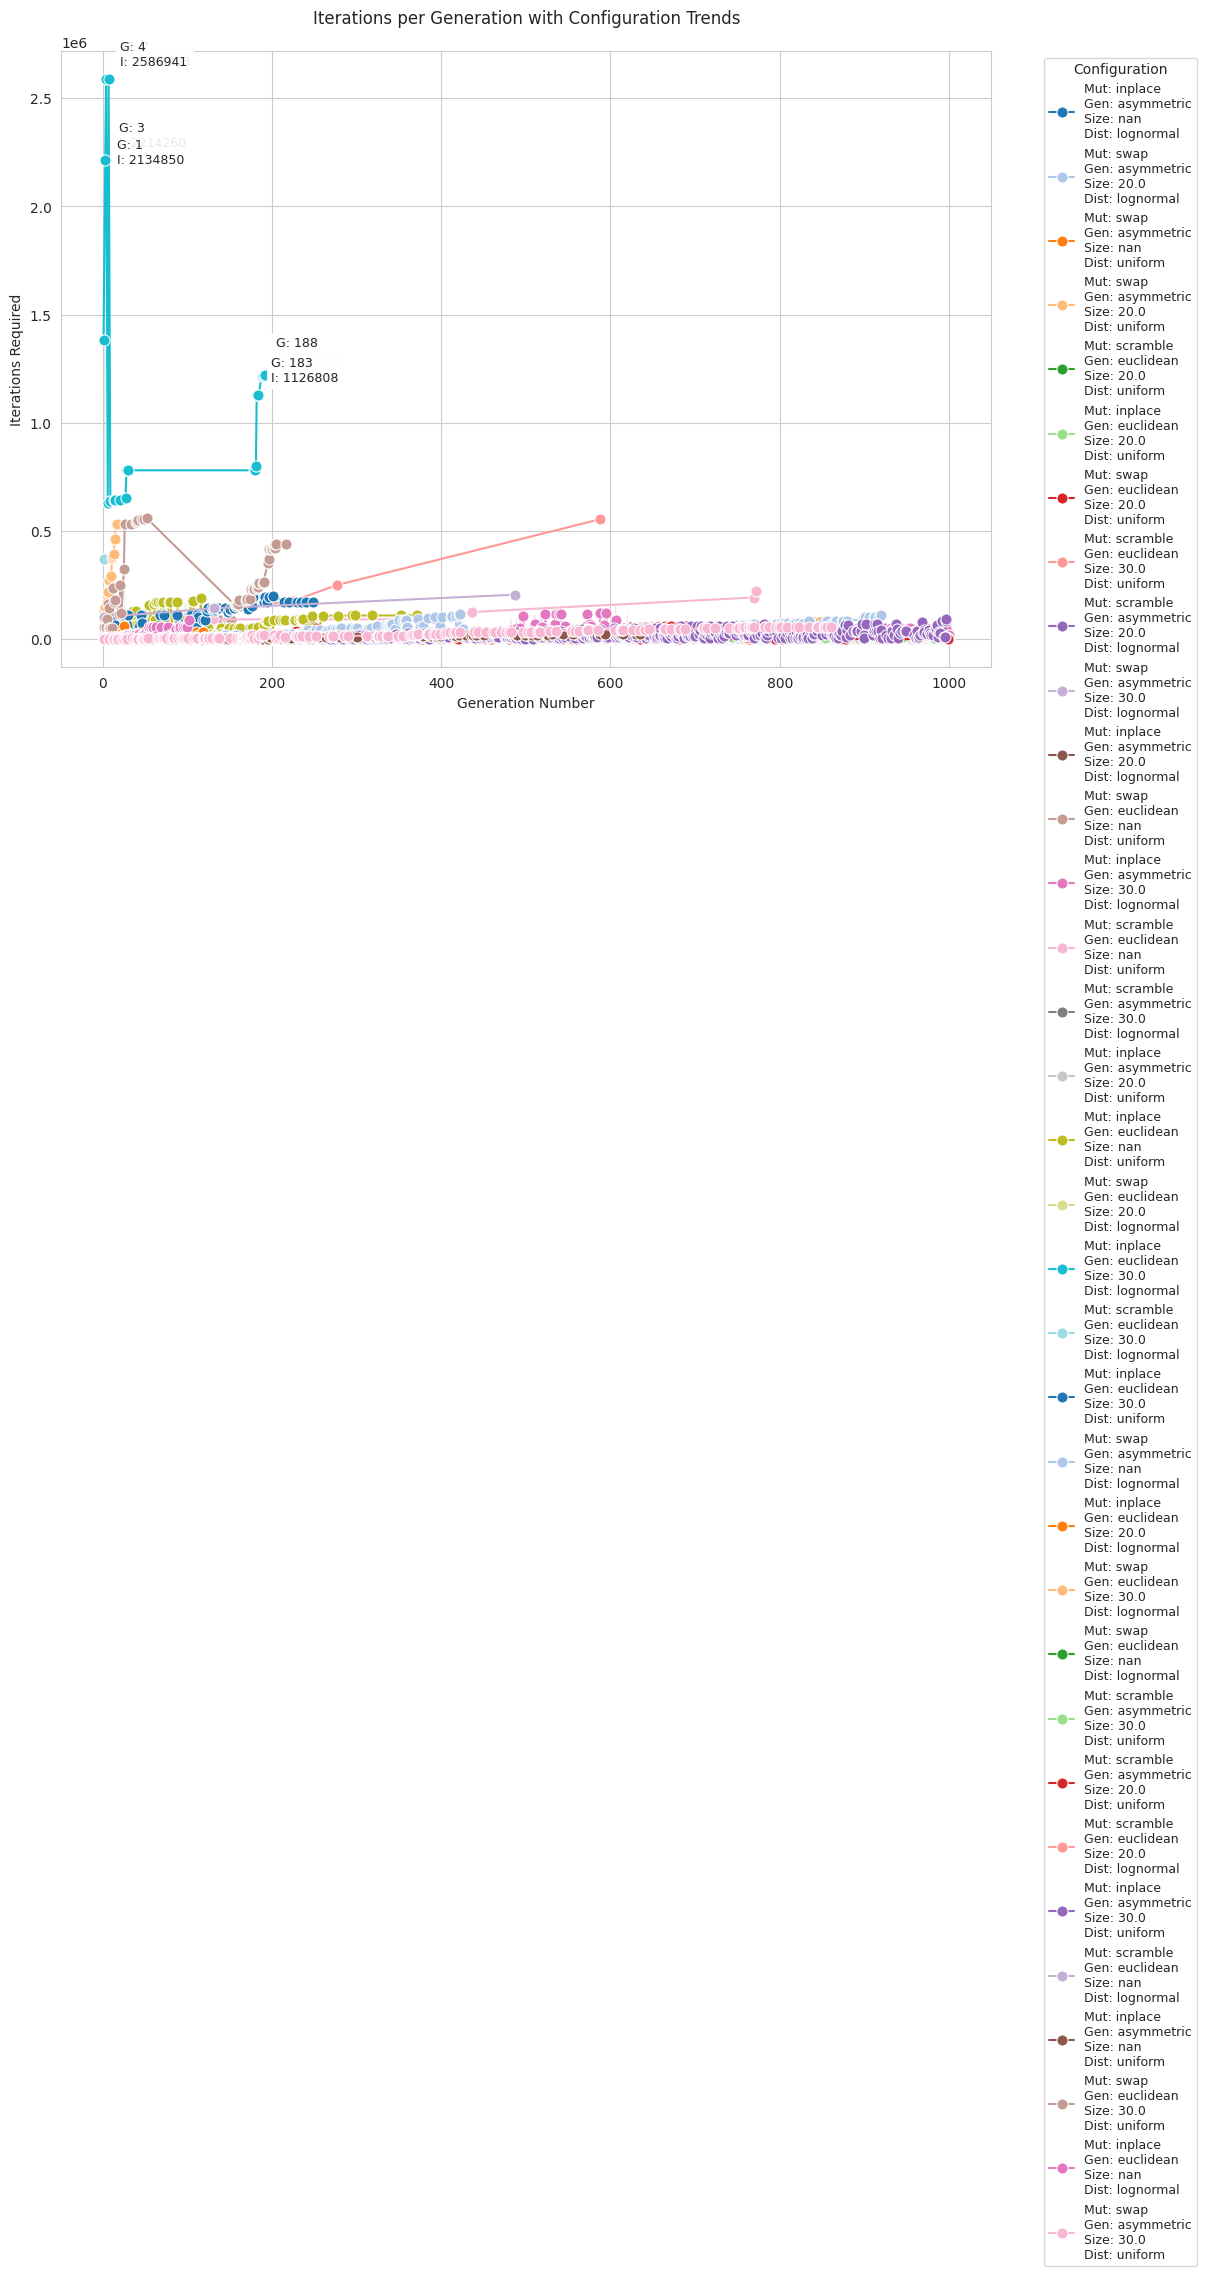 Iterations per Generation with Configuration Trends
1e6
G: 4
I: 2586941
G: 3
2214260
G: 1
I: 2134850
G: 188
G: 183
I: 1126808
2.5
2.0
1.5
1.0
0.5
0.0
Iterations Required
0
200
400
600
800
1000
Generation Number
Configuration
Mut: inplace
Gen: asymmetric
Size: nan
Dist: lognormal
Mut: swap
Gen: asymmetric
Size: 20.0
Dist: lognormal
Mut: swap
Gen: asymmetric
Size: nan
Dist: uniform
Mut: swap
Gen: asymmetric
Size: 20.0
Dist: uniform
Mut: scramble
Gen: euclidean
Size: 20.0
Dist: uniform
Mut: inplace
Gen: euclidean
Size: 20.0
Dist: uniform
Mut: swap
Gen: euclidean
Size: 20.0
Dist: uniform
Mut: scramble
Gen: euclidean
Size: 30.0
Dist: uniform
Mut: scramble
Gen: asymmetric
Size: 20.0
Dist: lognormal
Mut: swap
Gen: asymmetric
Size: 30.0
Dist: lognormal
Mut: inplace
Gen: asymmetric
Size: 20.0
Dist: lognormal
Mut: swap
Gen: euclidean
Size: nan
Dist: uniform
Mut: inplace
Gen: asymmetric
Size: 30.0
Dist: lognormal
Mut: scramble
Gen: euclidean
Size: nan
Dist: uniform
Mut: scramble
Gen: asymmetric
Size: 30.0
Dist: lognormal
Mut: inplace
Gen: asymmetric
Size: 20.0
Dist: uniform
Mut: inplace
Gen: euclidean
Size: nan
Dist: uniform
Mut: swap
Gen: euclidean
Size: 20.0
Dist: lognormal
Mut: inplace
Gen: euclidean
Size: 30.0
Dist: lognormal
Mut: scramble
Gen: euclidean
Size: 30.0
Dist: lognormal
Mut: inplace
Gen: euclidean
Size: 30.0
Dist: uniform
Mut: swap
Gen: asymmetric
Size: nan
Dist: lognormal
Mut: inplace
Gen: euclidean
Size: 20.0
Dist: lognormal
Mut: swap
Gen: euclidean
Size: 30.0
Dist: lognormal
Mut: swap
Gen: euclidean
Size: nan
Dist: lognormal
Mut: scramble
Gen: asymmetric
Size: 30.0
Dist: uniform
Mut: scramble
Gen: asymmetric
Size: 20.0
Dist: uniform
Mut: scramble
Gen: euclidean
Size: 20.0
Dist: lognormal
Mut: inplace
Gen: asymmetric
Size: 30.0
Dist: uniform
Mut: scramble
Gen: euclidean
Size: nan
Dist: lognormal
Mut: inplace
Gen: asymmetric
Size: nan
Dist: uniform
Mut: swap
Gen: euclidean
Size: 30.0
Dist: uniform
Mut: inplace
Gen: euclidean
Size: nan
Dist: lognormal
Mut: swap
Gen: asymmetric
Size: 30.0
Dist: uniform